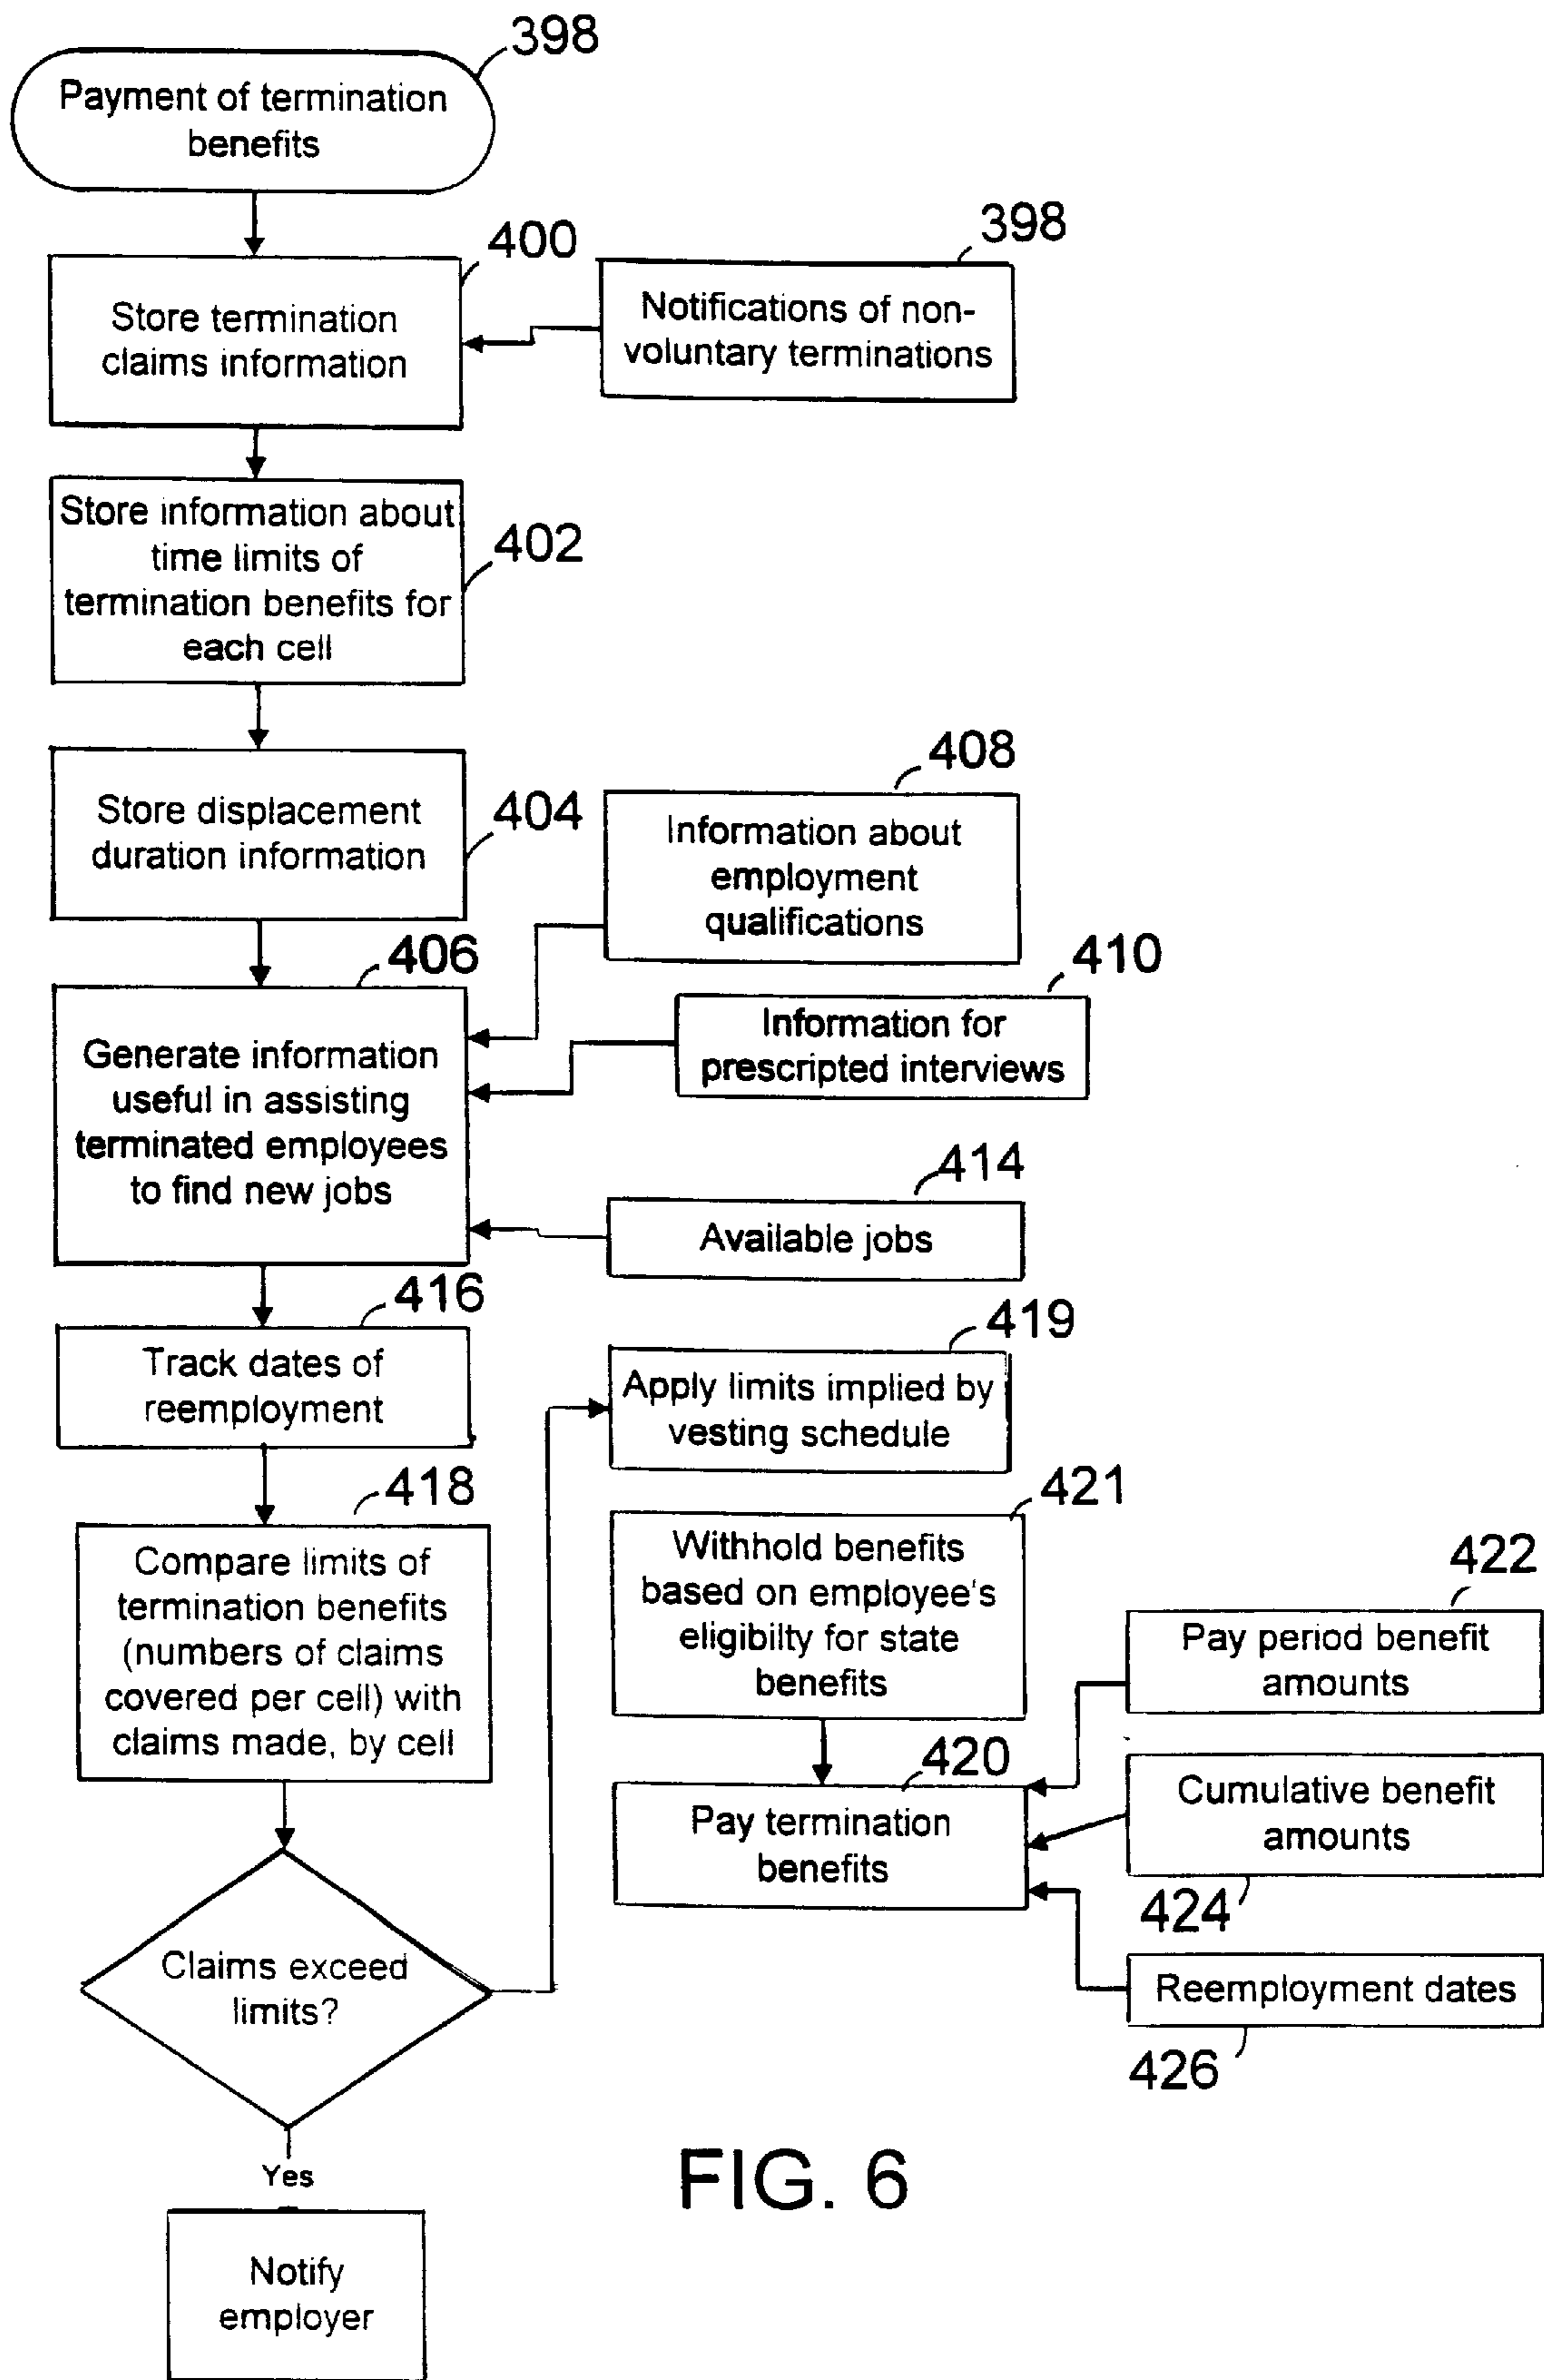 398
Payment of termination
benefits
400
Store termination
claims information
398
Notifications of non-
voluntary terminations
Store information about
time limits of
termination benefits for
each cell
402
Store displacement
duration information
404
408
Information about
employment
qualifications
406
Generate information
useful in assisting
terminated employees
to find new jobs
410
Information for
prescripted interviews
414
Available jobs
416
Track dates of
reemployment
419
Apply limits implied by
vesting schedule
418
Compare limits of
termination benefits
(numbers of claims
covered per cell) with
claims made, by cell
421
Withhold benefits
based on employee's
eligibilty for state
benefits
422
Pay period benefit
amounts
420
Pay termination
benefits
Cumulative benefit
amounts
424
Claims exceed
limits?
Reemployment dates
426
Yes
Notify
employer
FIG. 6